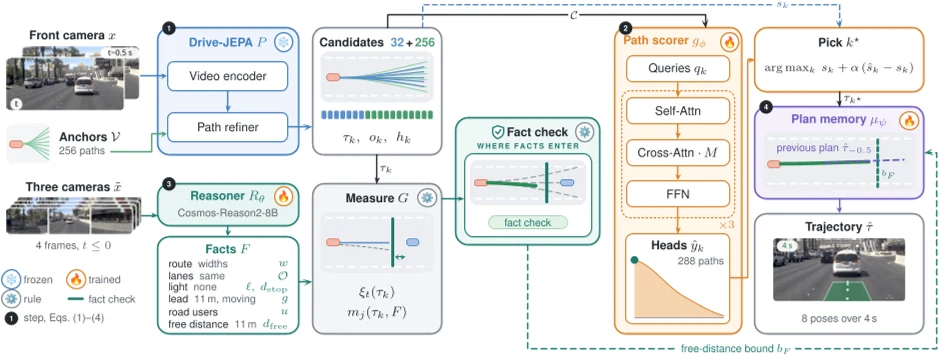 Front camera x
t−0.5 s
t
Anchors 𝒱
256 paths
Three cameras x̃
4 frames, t ≤ 0
frozen
trained
rule
fact check
1 step, Eqs. (1)–(4)
1
Drive-JEPA P
Video encoder
Path refiner
3
Reasoner Rθ
Cosmos-Reason2-8B
Facts F
route widths w
lanes same 𝒪
light none ℓ, d_stop
lead 11 m, moving g
road users u
free distance 11 m d_free
Candidates 32 + 256
τk, ok, hk
τk
Measure G
ξt(τk)
mj(τk, F)
Fact check
WHERE FACTS ENTER
fact check
𝒞
sk
2
Path scorer gϕ
Queries qk
Self-Attn
Cross-Attn · M
FFN
×3
Heads ŷk
288 paths
Pick k⋆
arg maxk sk + α (ŝk − sk)
τk⋆
4
Plan memory μψ
previous plan τ̂−0.5
bF
Trajectory τ̂
4 s
8 poses over 4 s
free-distance bound bF